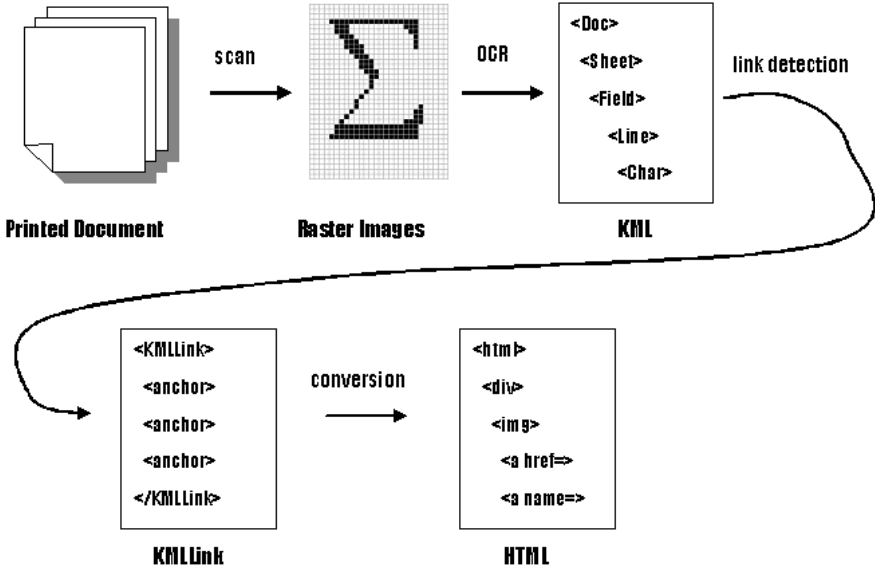 scan
OCR
<Doc>
<Sheet>
<Field>
<Line>
<Char>
link detection
Printed Document
Raster Images
KML
<KMLLink>
<anchor>
<anchor>
<anchor>
</KMLLink>
KMLLink
conversion
<html>
<div>
<img>
<a href=>
<a name=>
HTML